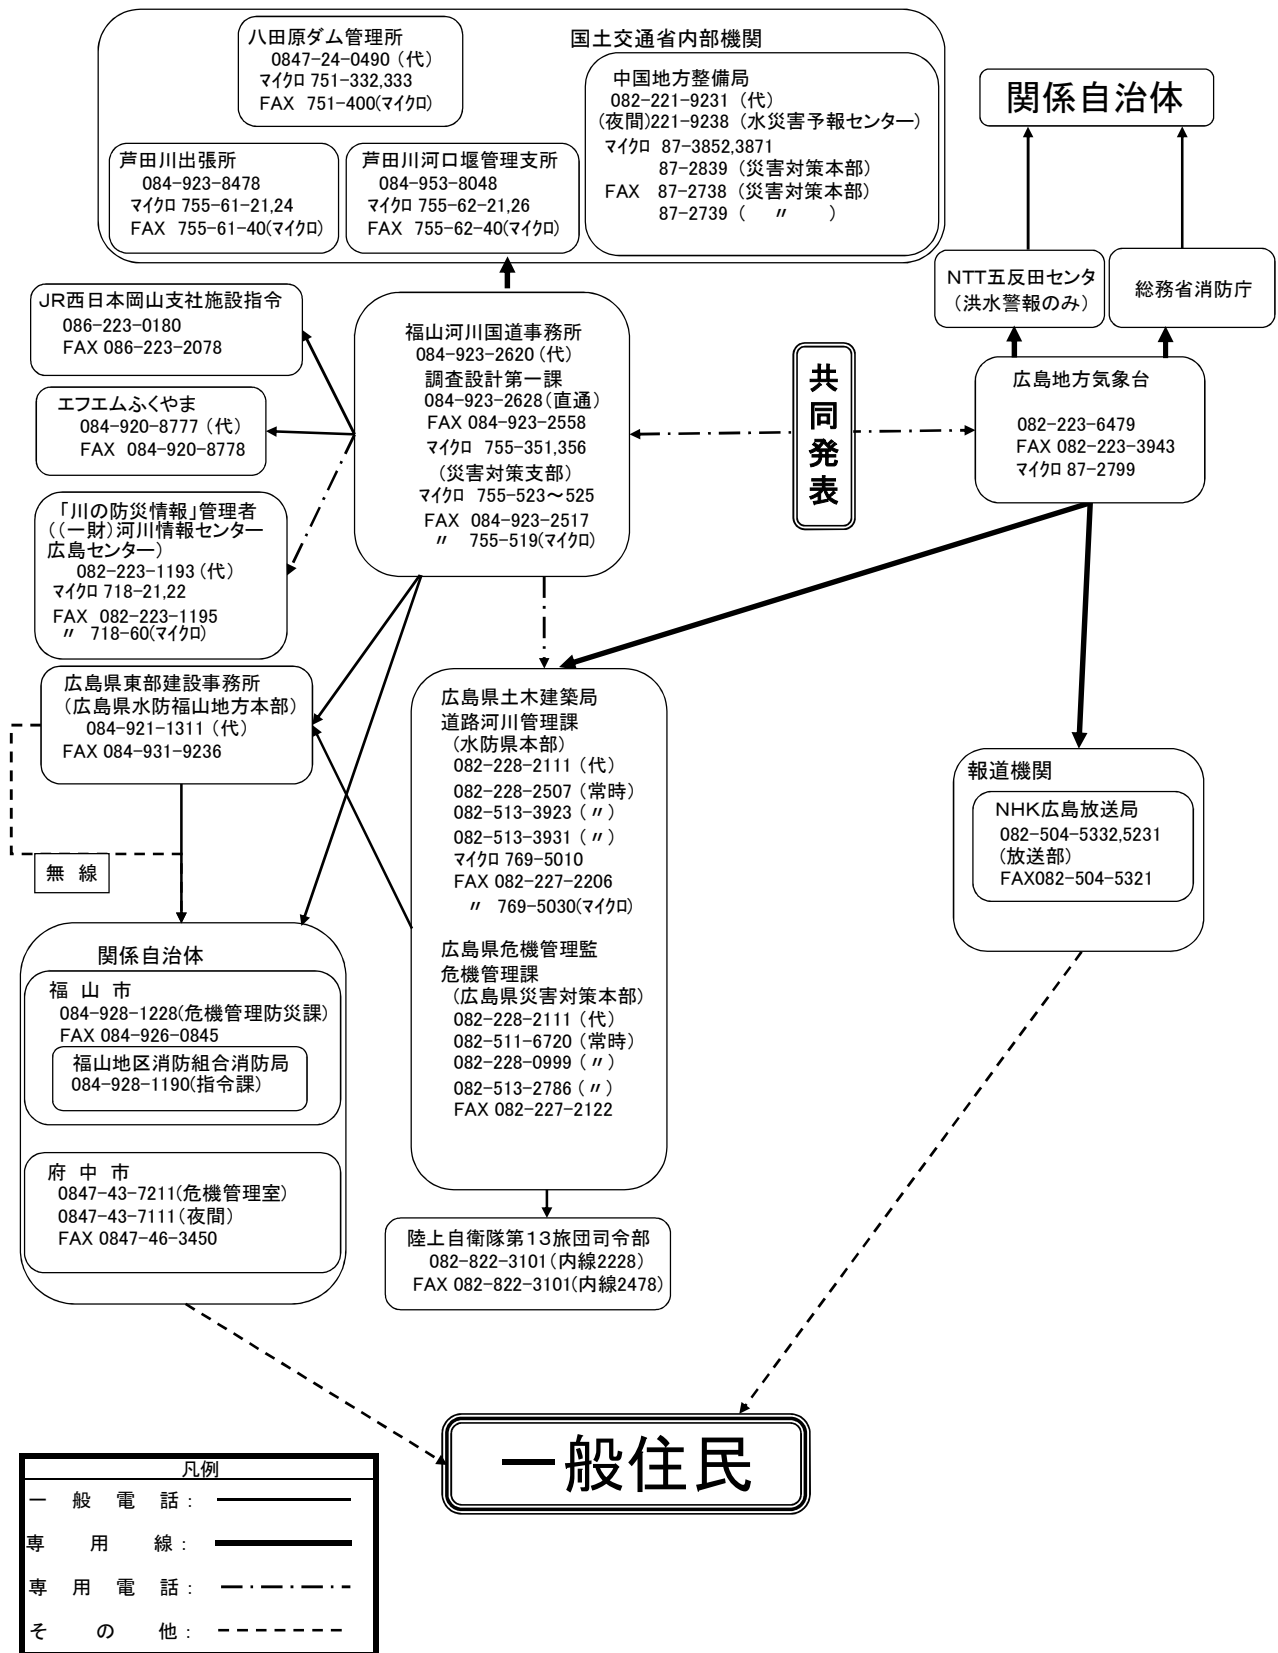 国土交通省内部機関
八田原ダム管理所
0847-24-0490 (代)
マイクロ 751-332,333
FAX 751-400(マイクロ)
中国地方整備局
082-221-9231 (代)
(夜間)221-9238 (水災害予報センター)
マイクロ 87-3852,3871
87-2839 (災害対策本部)
FAX 87-2738 (災害対策本部)
87-2739 ( 〃 )
芦田川出張所
084-923-8478
マイクロ 755-61-21,24
FAX 755-61-40(マイクロ)
芦田川河口堰管理支所
084-953-8048
マイクロ 755-62-21,26
FAX 755-62-40(マイクロ)
関係自治体
NTT五反田センタ
(洪水警報のみ)
総務省消防庁
JR西日本岡山支社施設指令
086-223-0180
FAX 086-223-2078
エフエムふくやま
084-920-8777 (代)
FAX 084-920-8778
「川の防災情報」管理者
((一財)河川情報センター
広島センター)
082-223-1193 (代)
マイクロ 718-21,22
FAX 082-223-1195
〃 718-60(マイクロ)
福山河川国道事務所
084-923-2620 (代)
調査設計第一課
084-923-2628 (直通)
FAX 084-923-2558
マイクロ 755-351,356
(災害対策支部)
マイクロ 755-523～525
FAX 084-923-2517
〃 755-519(マイクロ)
共同発表
広島地方気象台
082-223-6479
FAX 082-223-3943
マイクロ 87-2799
広島県東部建設事務所
(広島県水防福山地方本部)
084-921-1311 (代)
FAX 084-931-9236
無 線
広島県土木建築局
道路河川管理課
(水防県本部)
082-228-2111 (代)
082-228-2507 (常時)
082-513-3923 (〃)
082-513-3931 (〃)
マイクロ 769-5010
FAX 082-227-2206
〃 769-5030(マイクロ)
広島県危機管理監
危機管理課
(広島県災害対策本部)
082-228-2111 (代)
082-511-6720 (常時)
082-228-0999 (〃)
082-513-2786 (〃)
FAX 082-227-2122
報道機関
NHK広島放送局
082-504-5332,5231
(放送部)
FAX082-504-5321
関係自治体
福 山 市
084-928-1228(危機管理防災課)
FAX 084-926-0845
福山地区消防組合消防局
084-928-1190(指令課)
府 中 市
0847-43-7211(危機管理室)
0847-43-7111(夜間)
FAX 0847-46-3450
陸上自衛隊第13旅団司令部
082-822-3101(内線2228)
FAX 082-822-3101(内線2478)
一般住民
凡例
一 般 電 話 :
専 用 線 :
専 用 電 話 :
そ の 他 :